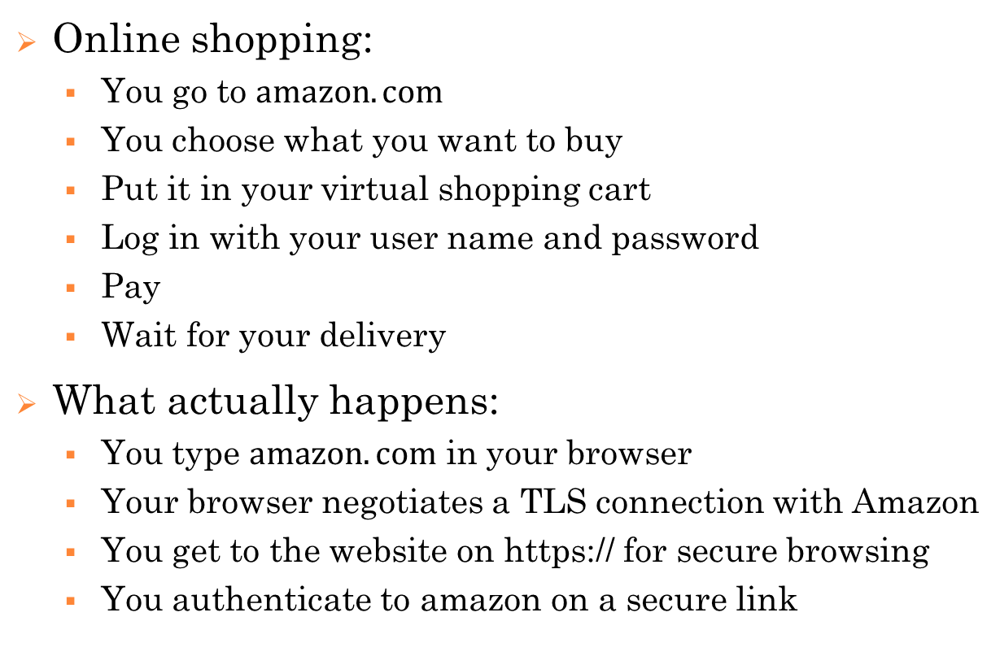 Online shopping:
You go to amazon.com
You choose what you want to buy
Put it in your virtual shopping cart
Log in with your user name and password
Pay
Wait for your delivery
What actually happens:
You type amazon.com in your browser
Your browser negotiates a TLS connection with Amazon
You get to the website on https:// for secure browsing
You authenticate to amazon on a secure link